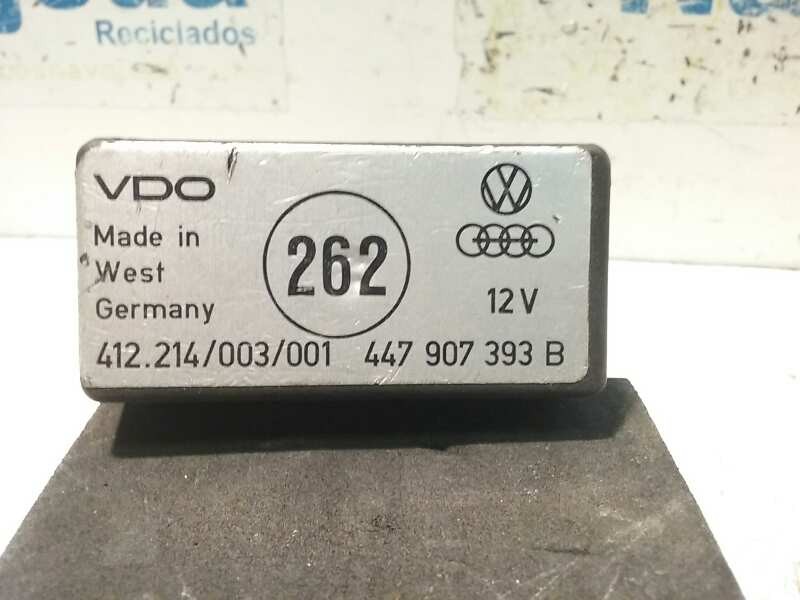 Reciclados
VDO
Made in
West
Germany
262
12 V
412.214/003/001 447 907 393 B